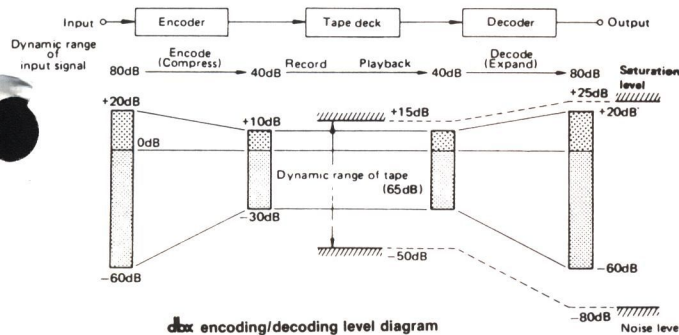 Input Encoder Tape deck Decoder Output
Dynamic range
of
input signal
Encode
(Compress)
Decode
(Expand)
80dB 40dB Record Playback 40dB 80dB
Saturation
level
+20dB +10dB +15dB +25dB +20dB
0dB
Dynamic range of tape
(65dB)
-30dB
-50dB
-60dB -60dB
-80dB
Noise level
dbx encoding/decoding level diagram